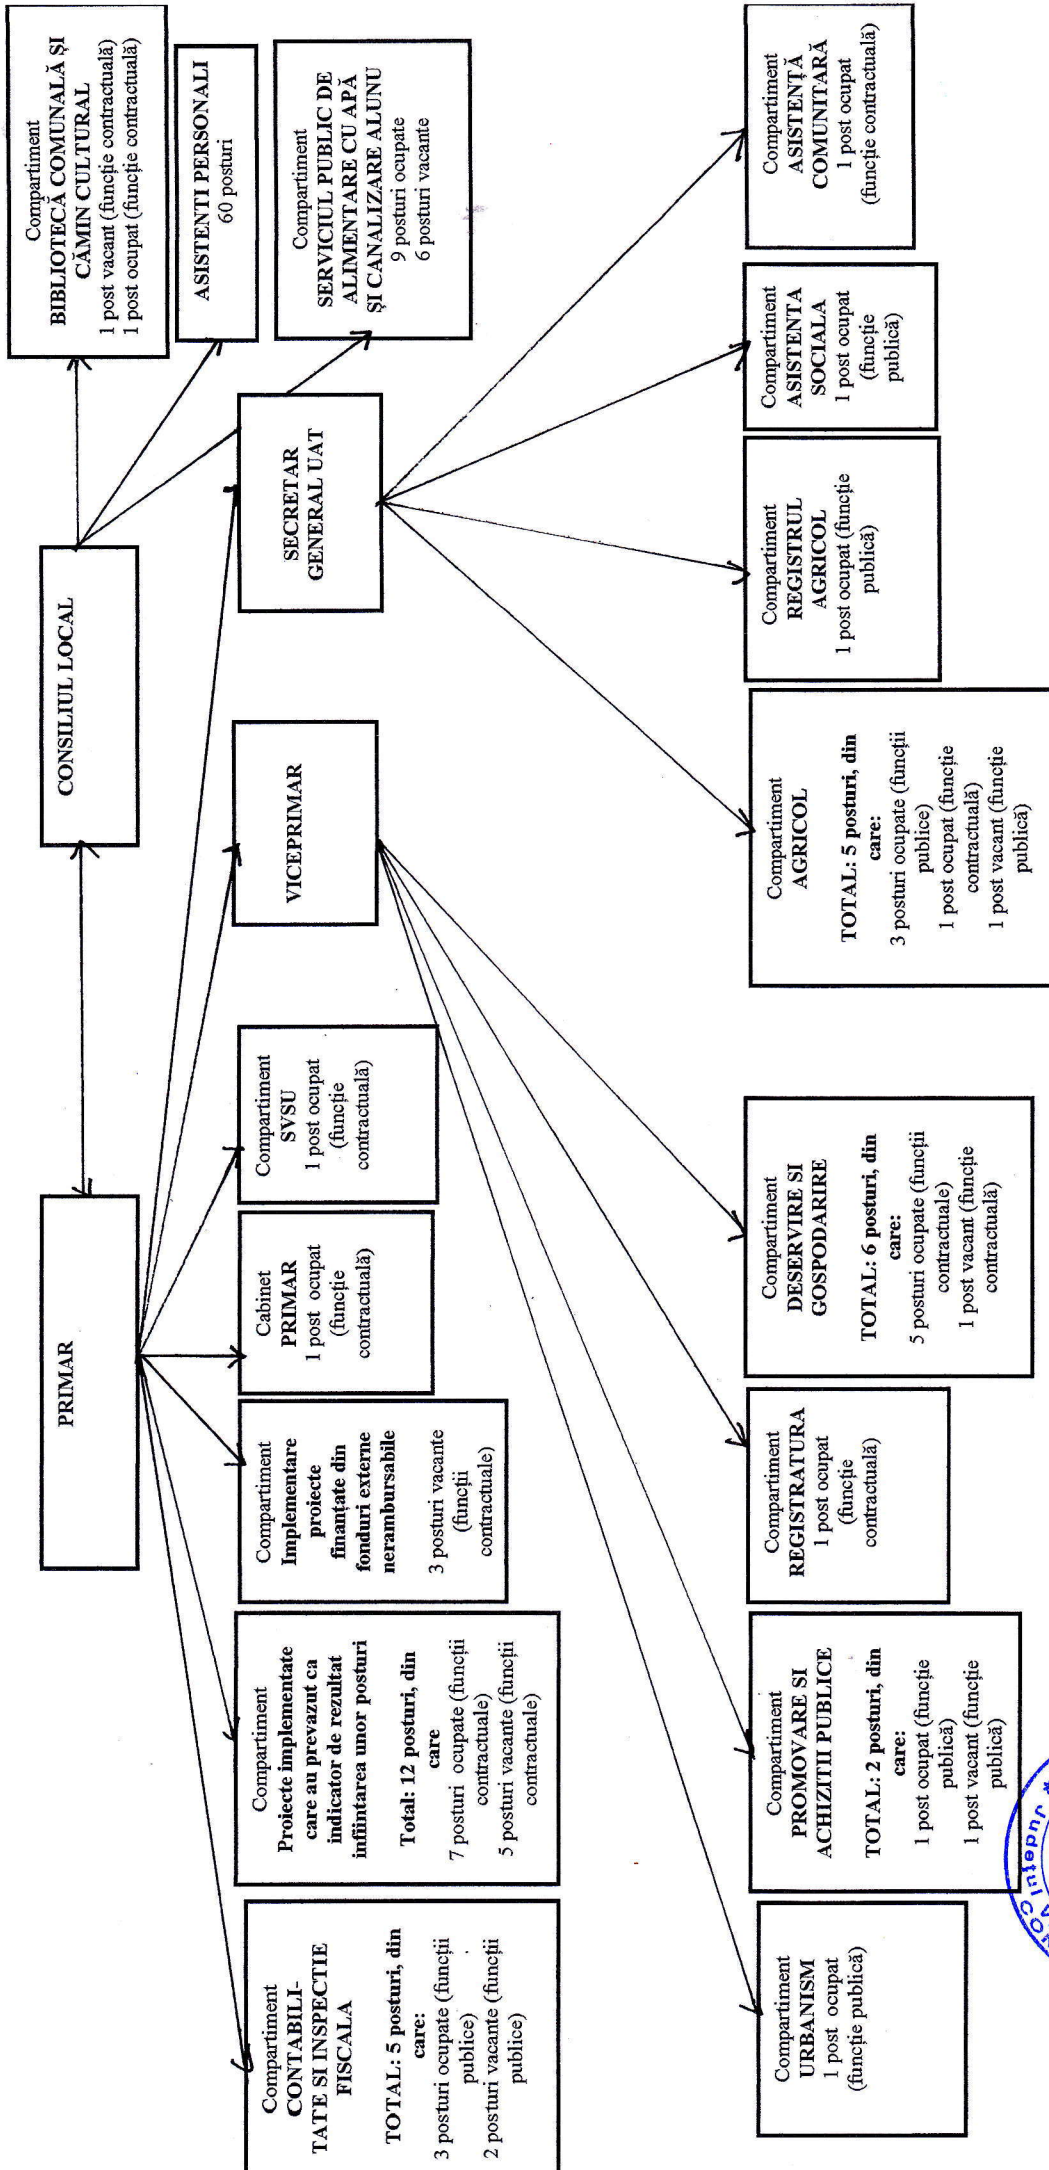 PRIMAR
CONSILIUL LOCAL
Compartiment
BIBLIOTECĂ COMUNALĂ ȘI
CĂMIN CULTURAL
1 post vacant (funcție contractuală)
1 post ocupat (funcție contractuală)
ASISTENTI PERSONALI
60 posturi
Compartiment
SERVICIUL PUBLIC DE
ALIMENTARE CU APĂ
ȘI CANALIZARE ALUNU
9 posturi ocupate
6 posturi vacante
Compartiment
CONTABILI-
TATE SI INSPECTIE
FISCALA
TOTAL: 5 posturi, din
care:
3 posturi ocupate (funcții
publice)
2 posturi vacante (funcții
publice)
Compartiment
Proiecte implementate
care au prevazut ca
indicator de rezultat
infiintarea unor posturi
Total: 12 posturi, din
care
7 posturi ocupate (funcții
contractuale)
5 posturi vacante (funcții
contractuale)
Compartiment
Implementare
proiecte
finanțate din
fonduri externe
nerambursabile
3 posturi vacante
(funcții
contractuale)
Cabinet
PRIMAR
1 post ocupat
(funcție
contractuală)
Compartiment
SVSU
1 post ocupat
(funcție
contractuală)
VICEPRIMAR
SECRETAR
GENERAL UAT
Compartiment
URBANISM
1 post ocupat
(funcție publică)
Compartiment
PROMOVARE SI
ACHIZITII PUBLICE
TOTAL: 2 posturi, din
care:
1 post ocupat (funcție
publică)
1 post vacant (funcție
publică)
Compartiment
REGISTRATURA
1 post ocupat
(funcție
contractuală)
Compartiment
DESERVIRE SI
GOSPODARIRE
TOTAL: 6 posturi, din
care:
5 posturi ocupate (funcții
contractuale)
1 post vacant (funcție
contractuală)
Compartiment
AGRICOL
TOTAL: 5 posturi, din
care:
3 posturi ocupate (funcții
publice)
1 post ocupat (funcție
contractuală)
1 post vacant (funcție
publică)
Compartiment
REGISTRUL
AGRICOL
1 post ocupat (funcție
publică)
Compartiment
ASISTENTA
SOCIALA
1 post ocupat
(funcție
publică)
Compartiment
ASISTENȚĂ
COMUNITARĂ
1 post ocupat
(funcție contractuală)
* Județul